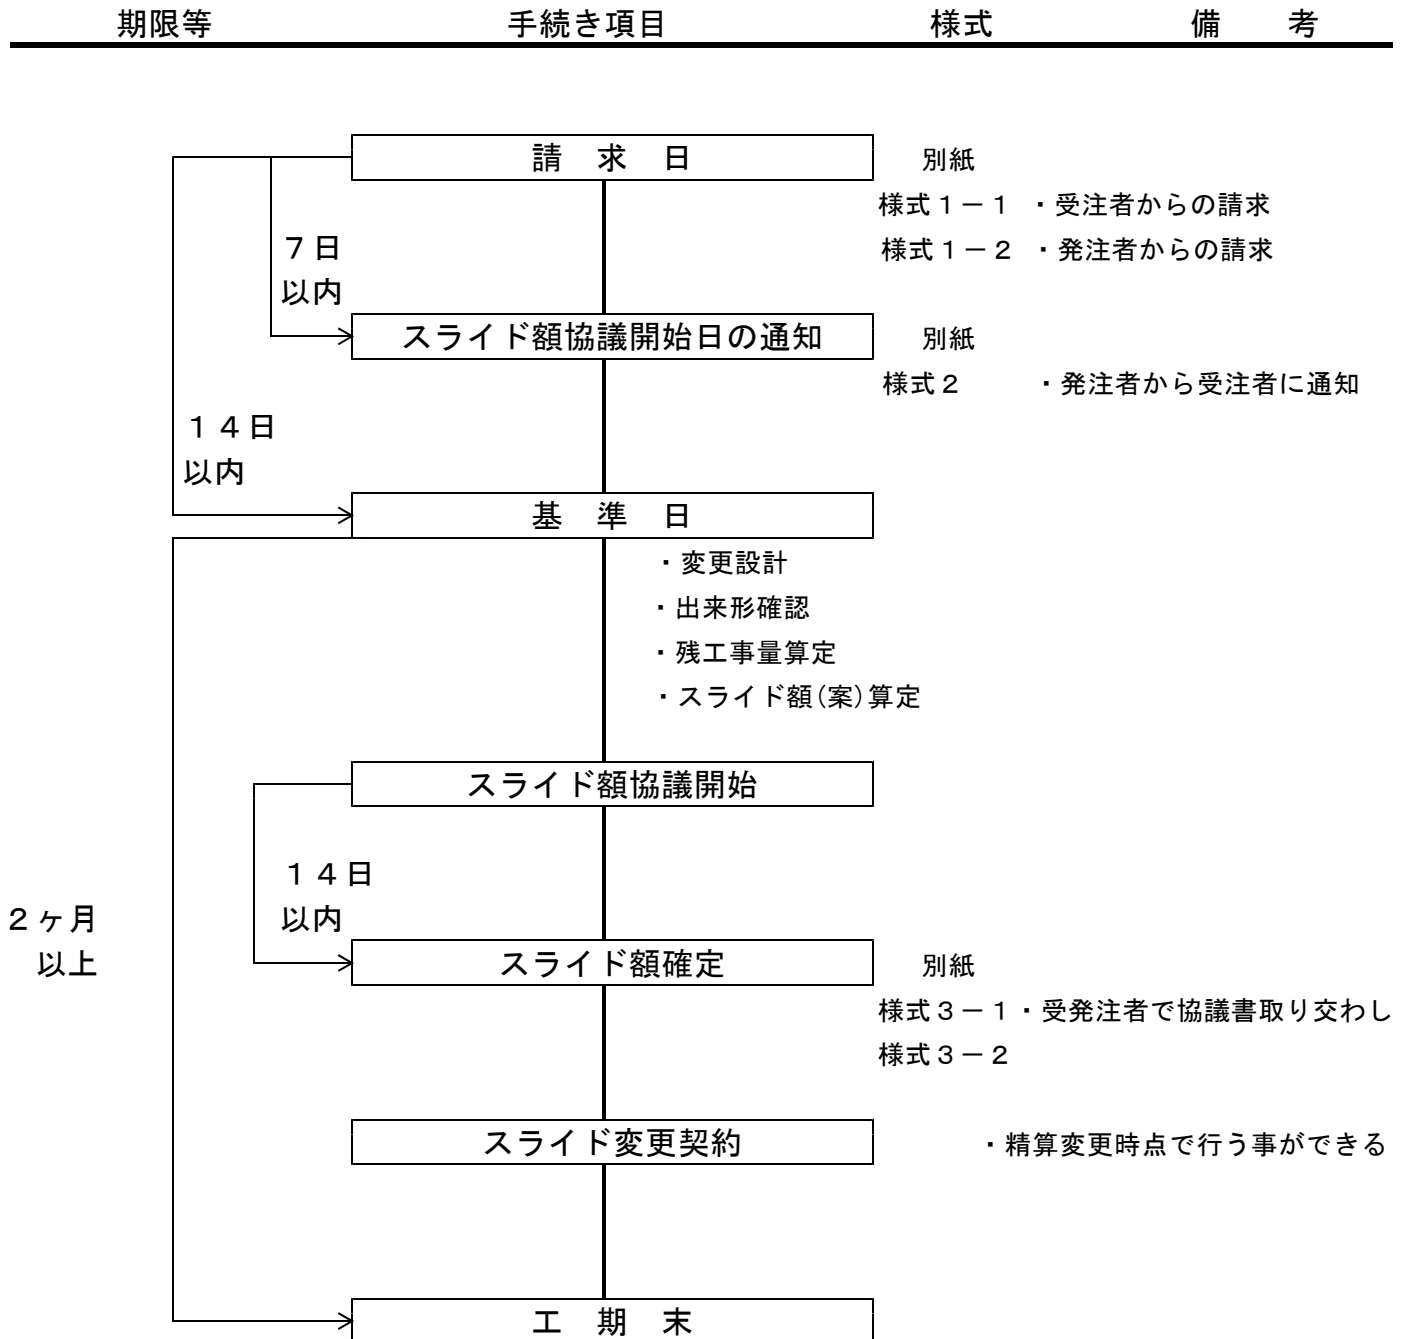 期限等 手続き項目 様式 備　考
請　求　日 別紙
様式１－１ ・受注者からの請求
７日 様式１－２ ・発注者からの請求
以内
スライド額協議開始日の通知 別紙
様式２ ・発注者から受注者に通知
１４日
以内
基　準　日
・変更設計
・出来形確認
・残工事量算定
・スライド額（案）算定
スライド額協議開始
１４日
２ヶ月 以内
以上 スライド額確定 別紙
様式３－１・受発注者で協議書取り交わし
様式３－２
スライド変更契約 ・精算変更時点で行う事ができる
工　期　末